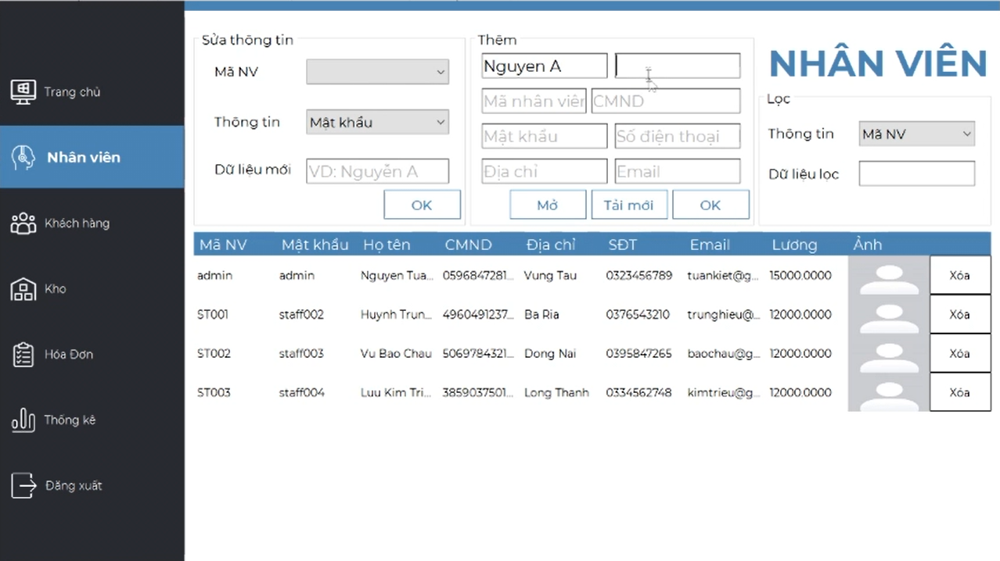 Trang chủ
Nhân viên
Khách hàng
Kho
Hóa Đơn
Thống kê
Đăng xuất
Sửa thông tin
Mã NV
Thông tin
Mật khẩu
Dữ liệu mới
VD: Nguyễn A
OK
Thêm
Nguyen A
Mã nhân viên
CMND
Mật khẩu
Số điện thoại
Địa chỉ
Email
Mở
Tải mới
OK
NHÂN VIÊN
Lọc
Thông tin
Mã NV
Dữ liệu lọc
Mã NV Mật khẩu Họ tên CMND Địa chỉ SĐT Email Lương Ảnh
admin admin Nguyen Tua... 0596847281... Vung Tau 0323456789 tuankiet@g... 15000.0000 Xóa
ST001 staff002 Huynh Trun... 4960491237... Ba Ria 0376543210 trunghieu@... 12000.0000 Xóa
ST002 staff003 Vu Bao Chau 5069784321... Dong Nai 0395847265 baochau@g... 12000.0000 Xóa
ST003 staff004 Luu Kim Tri... 3859037501... Long Thanh 0334562748 kimtrieu@g... 12000.0000 Xóa